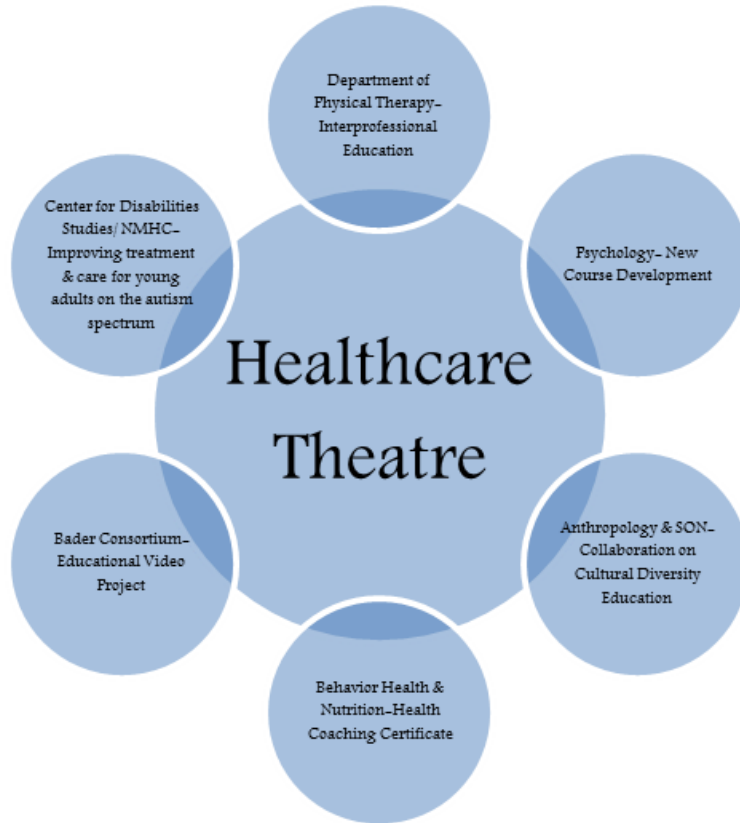 Department of
Physical Therapy-
Interprofessional
Education
Center for Disabilities
Studies/ NMHC-
Improving treatment
& care for young
adults on the autism
spectrum
Psychology- New
Course Development
Healthcare
Theatre
Bader Consortium-
Educational Video
Project
Anthropology & SON-
Collaboration on
Cultural Diversity
Education
Behavior Health &
Nutrition-Health
Coaching Certificate